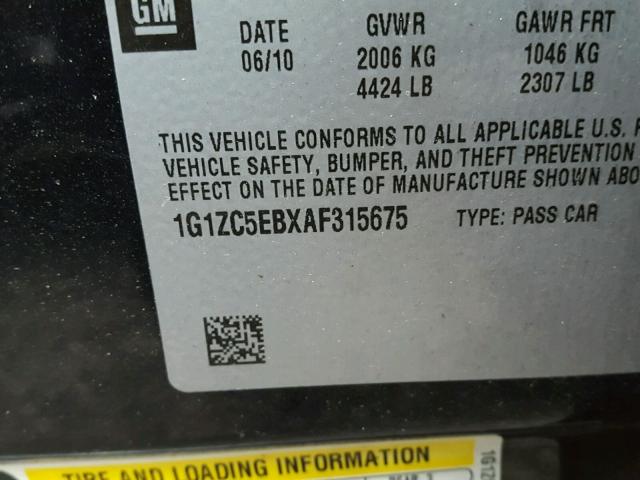 GM
DATE GVWR GAWR FRT
06/10 2006 KG 1046 KG
4424 LB 2307 LB
THIS VEHICLE CONFORMS TO ALL APPLICABLE U.S.
VEHICLE SAFETY, BUMPER, AND THEFT PREVENTION
EFFECT ON THE DATE OF MANUFACTURE SHOWN ABO
1G1ZC5EBXAF315675 TYPE: PASS CAR
TIRE AND LOADING INFORMATION
1G1Z